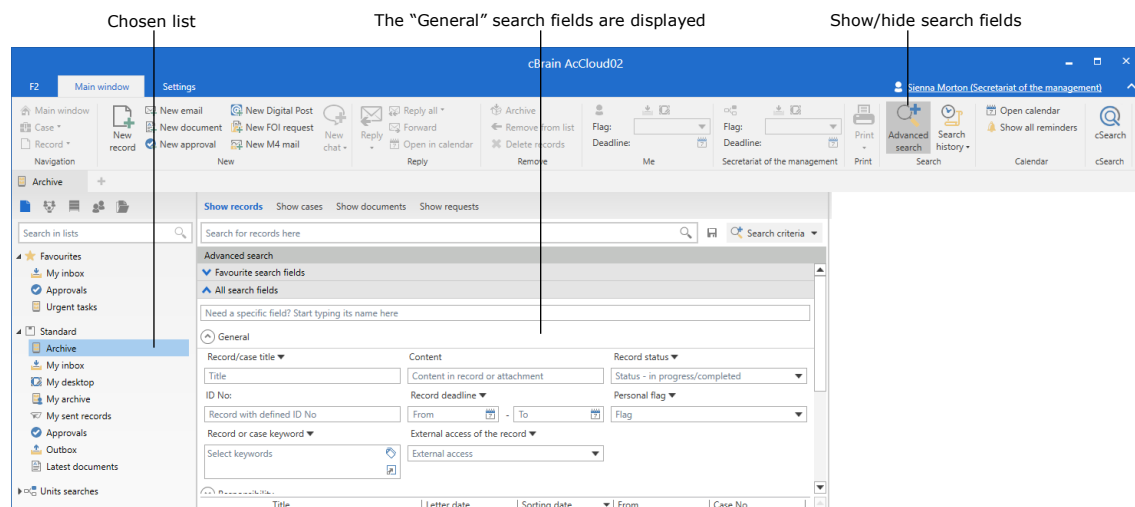 Chosen list
The “General” search fields are displayed
Show/hide search fields
cBrain AcCloud02
F2 Main window Settings
Sienna Morton (Secretariat of the management)
Main window
Case
Record
Navigation
New record
New email
New document
New approval
New Digital Post
New FOI request
New M4 mail
New chat
New
Reply
Reply all
Forward
Open in calendar
Reply
Archive
Remove from list
Delete records
Remove
Flag:
Deadline:
Me
Flag:
Deadline:
Secretariat of the management
Print
Print
Advanced search
Search history
Search
Open calendar
Show all reminders
Calendar
cSearch
cSearch
Archive +
Show records Show cases Show documents Show requests
Search in lists
Search for records here
Search criteria
Favourites
My inbox
Approvals
Urgent tasks
Standard
Archive
My inbox
My desktop
My archive
My sent records
Approvals
Outbox
Latest documents
Units searches
Advanced search
Favourite search fields
All search fields
Need a specific field? Start typing its name here
General
Record/case title Content Record status
Title Content in record or attachment Status - in progress/completed
ID No: Record deadline Personal flag
Record with defined ID No From - To Flag
Record or case keyword External access of the record
Select keywords External access
Responsibility
Title Letter date Sorting date From Case No